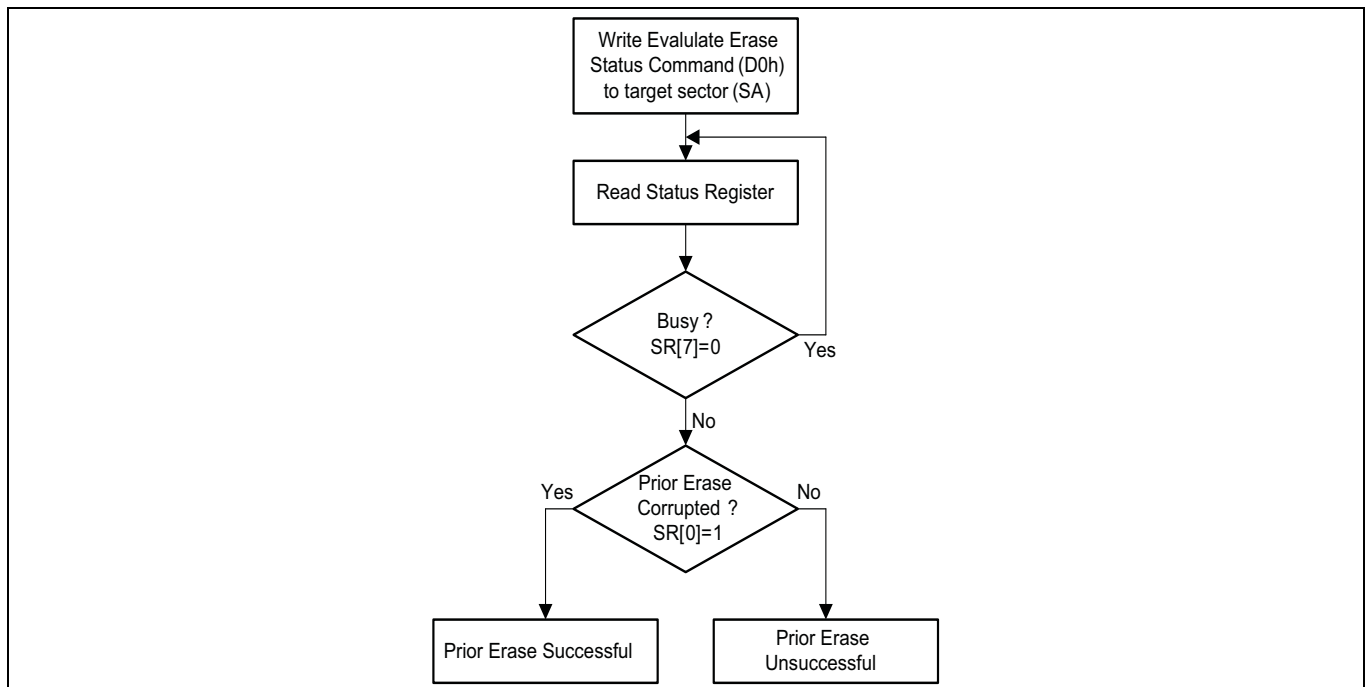 Write Evalulate Erase
Status Command (D0h)
to target sector (SA)
Read Status Register
Busy ?
SR[7]=0
Yes
No
Prior Erase
Corrupted ?
SR[0]=1
Yes
No
Prior Erase Successful
Prior Erase
Unsuccessful